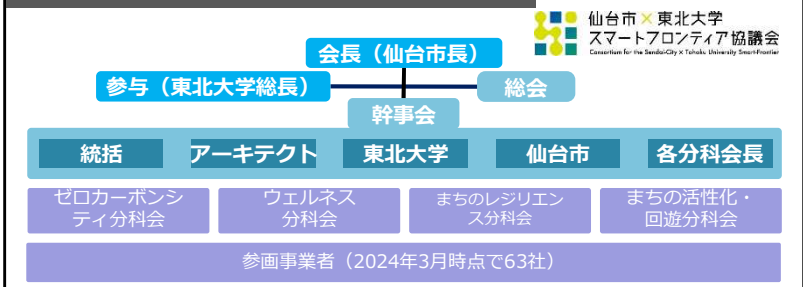 仙台市×東北大学
スマートフロンティア協議会
Consortium for the Sendai-City x Tohoku University Smart-Frontier
会長（仙台市長）
参与（東北大学総長）
総会
幹事会
統括
アーキテクト
東北大学
仙台市
各分科会長
ゼロカーボンシ
ティ分科会
ウェルネス
分科会
まちのレジリエン
ス分科会
まちの活性化・
回遊分科会
参画事業者（2024年3月時点で63社）